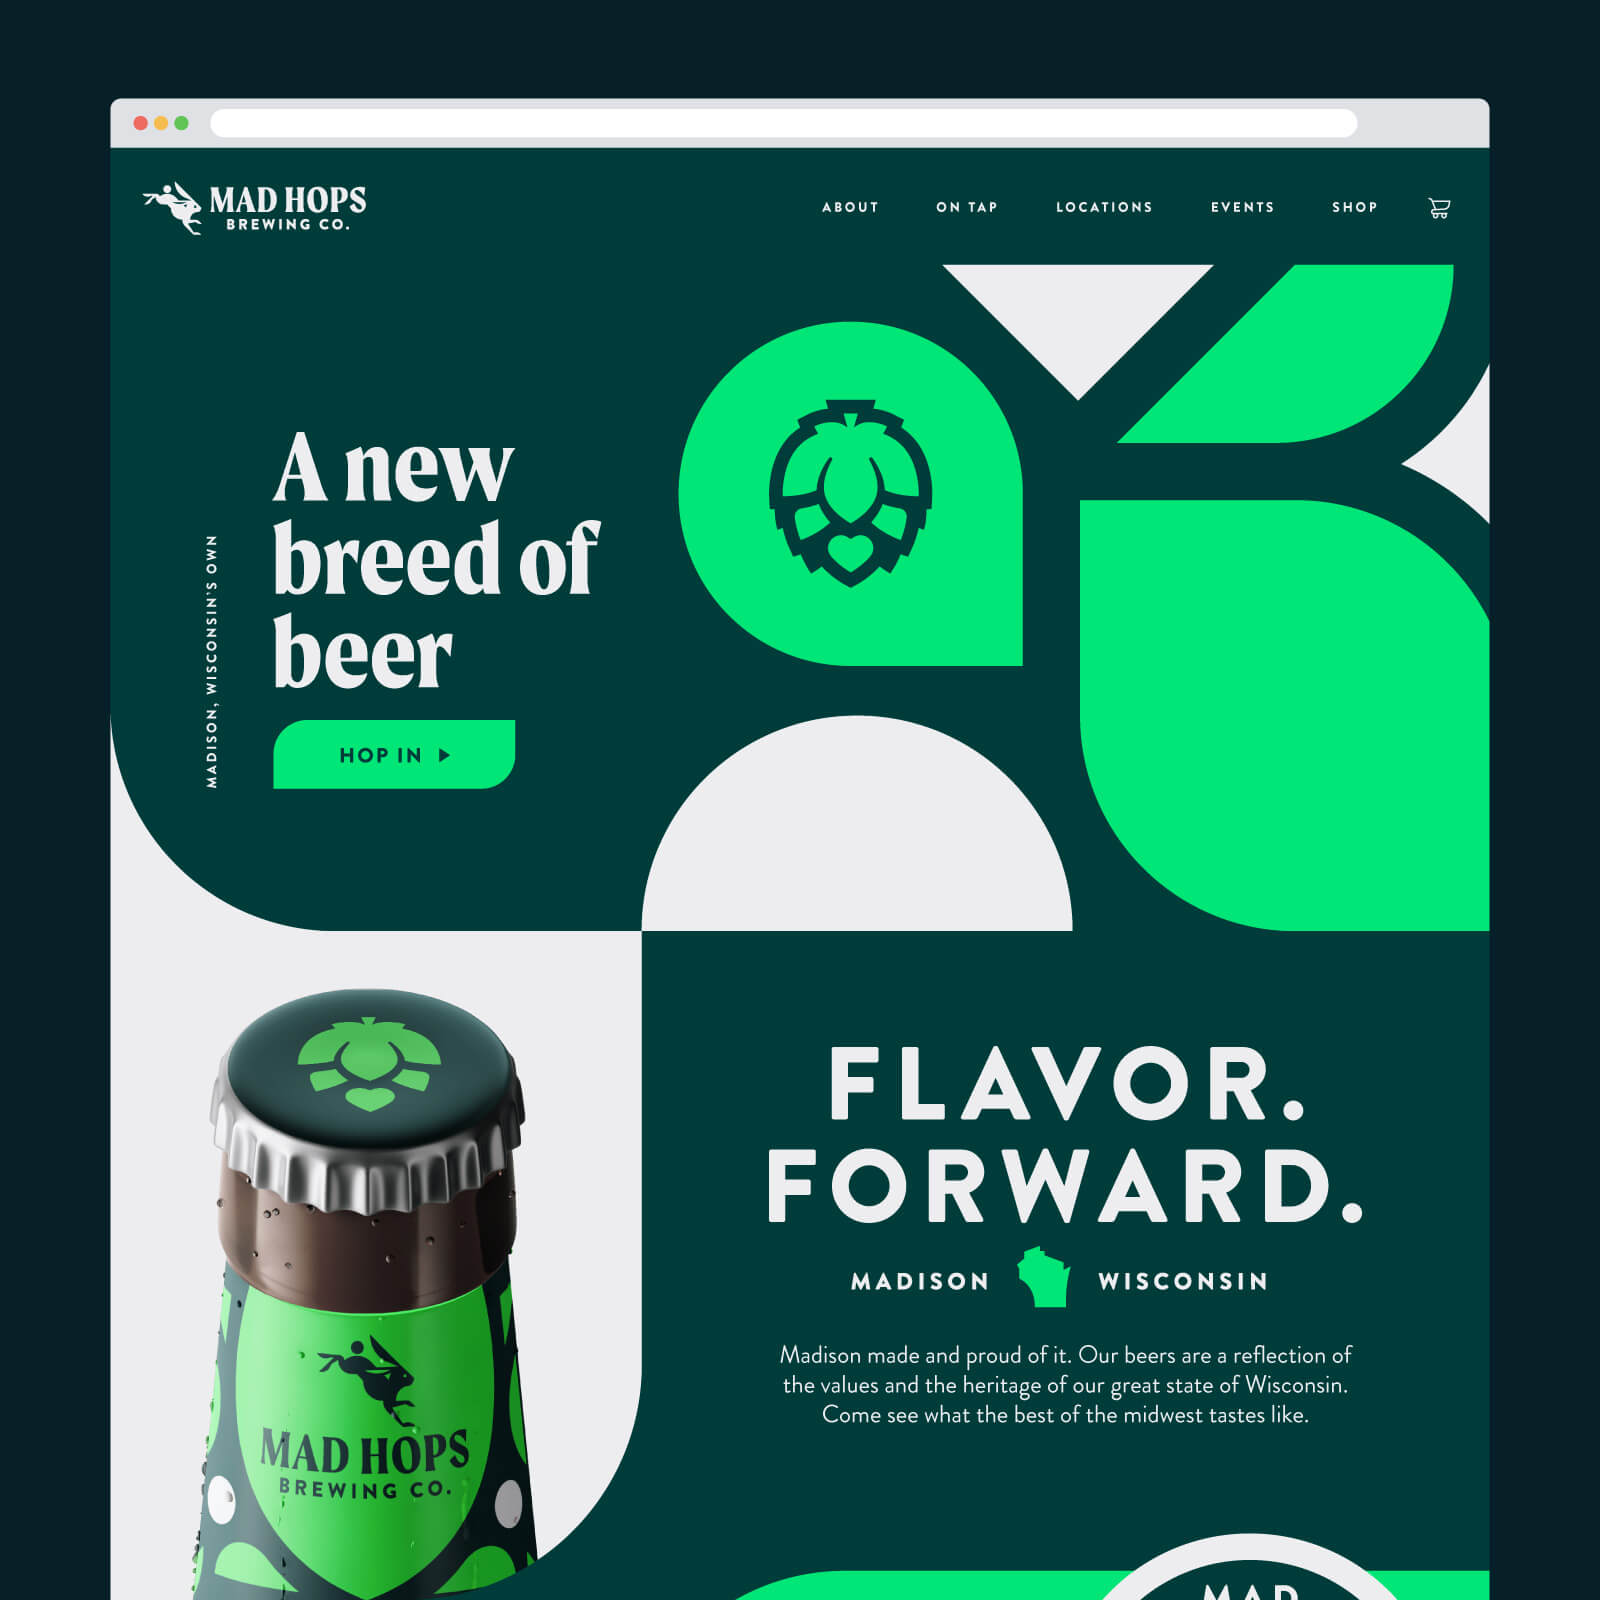 MAD HOPS
BREWING CO.
ABOUT
ON TAP
LOCATIONS
EVENTS
SHOP
A new
breed of
beer
MADISON, WISCONSIN'S OWN
HOP IN
FLAVOR.
FORWARD.
MADISON WISCONSIN
Madison made and proud of it. Our beers are a reflection of
the values and the heritage of our great state of Wisconsin.
Come see what the best of the midwest tastes like.
MAD HOPS
BREWING CO.
MAD